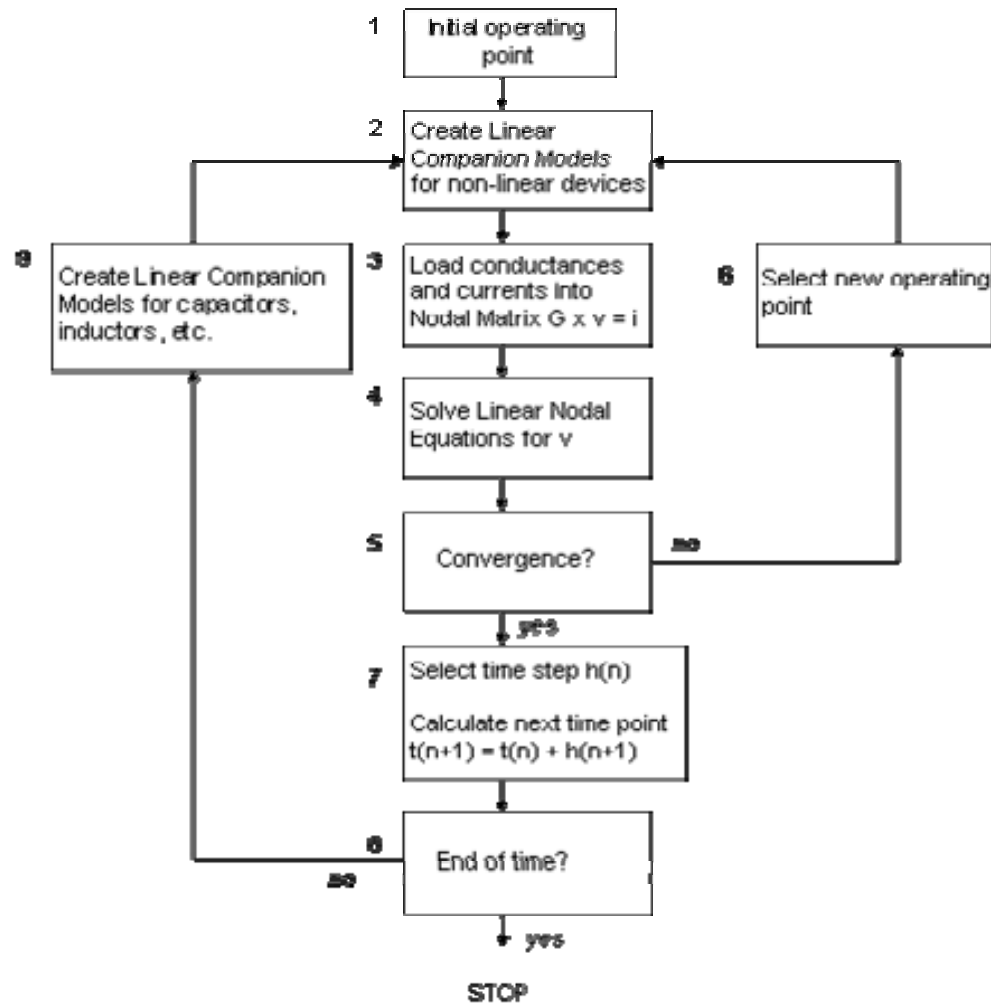 1
Initial operating
point
2
Create Linear
Companion Models
for non-linear devices
9
Create Linear Companion
Models for capacitors,
inductors, etc.
3
Load conductances
and currents into
Nodal Matrix G x v = i
6
Select new operating
point
4
Solve Linear Nodal
Equations for v
5
Convergence?
no
yes
7
Select time step h(n)
Calculate next time point
t(n+1) = t(n) + h(n+1)
8
End of time?
no
yes
STOP